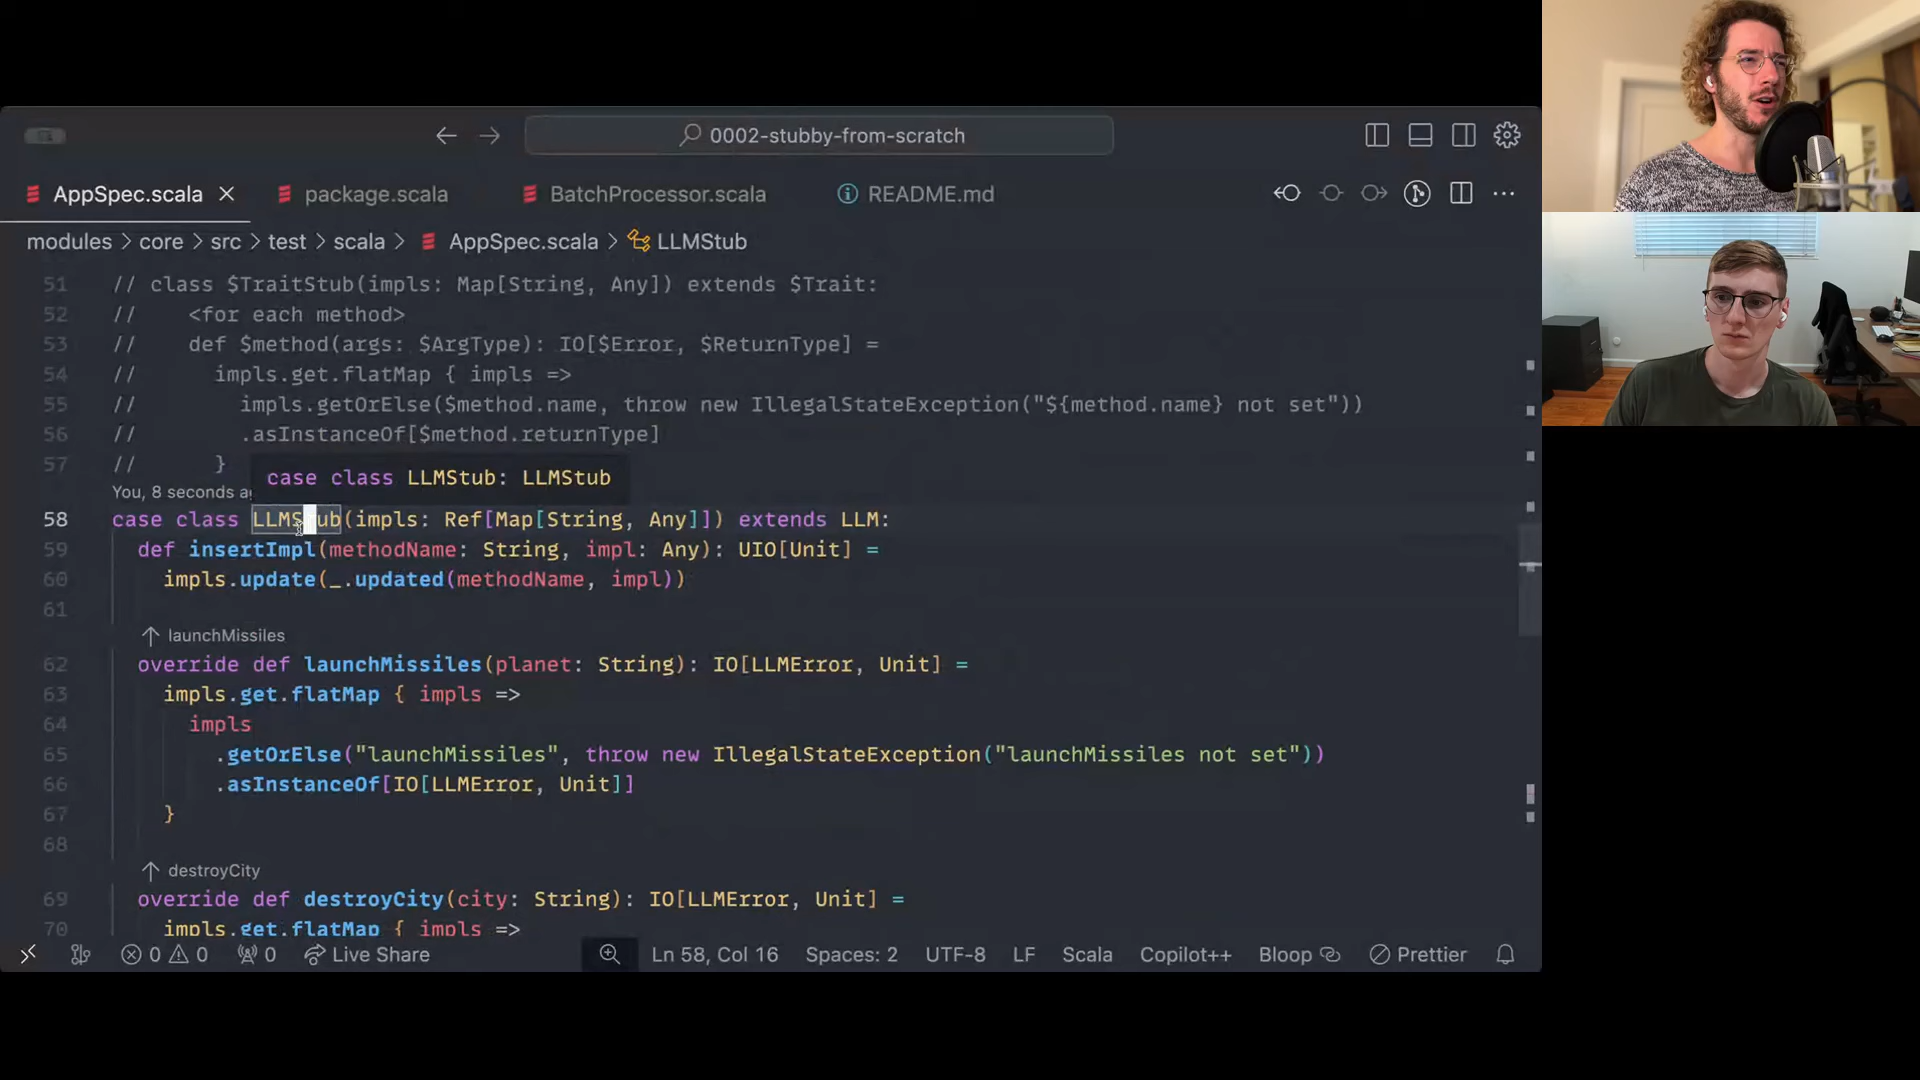 0002-stubby-from-scratch
AppSpec.scala package.scala BatchProcessor.scala README.md
modules > core > src > test > scala > AppSpec.scala > LLMStub
51 // class $TraitStub(impls: Map[String, Any]) extends $Trait:
52 // <for each method>
53 // def $method(args: $ArgType): IO[$Error, $ReturnType] =
54 // impls.get.flatMap { impls =>
55 // impls.getOrElse($method.name, throw new IllegalStateException("${method.name} not set"))
56 // .asInstanceOf[$method.returnType]
57 // }
case class LLMStub: LLMStub
You, 8 seconds a
58 case class LLMStub(impls: Ref[Map[String, Any]]) extends LLM:
59 def insertImpl(methodName: String, impl: Any): UIO[Unit] =
60 impls.update(_.updated(methodName, impl))
61
↑ launchMissiles
62 override def launchMissiles(planet: String): IO[LLMError, Unit] =
63 impls.get.flatMap { impls =>
64 impls
65 .getOrElse("launchMissiles", throw new IllegalStateException("launchMissiles not set"))
66 .asInstanceOf[IO[LLMError, Unit]]
67 }
68
↑ destroyCity
69 override def destroyCity(city: String): IO[LLMError, Unit] =
70 impls.get.flatMap { impls =>
0 0 0 Live Share Ln 58, Col 16 Spaces: 2 UTF-8 LF Scala Copilot++ Bloop Prettier